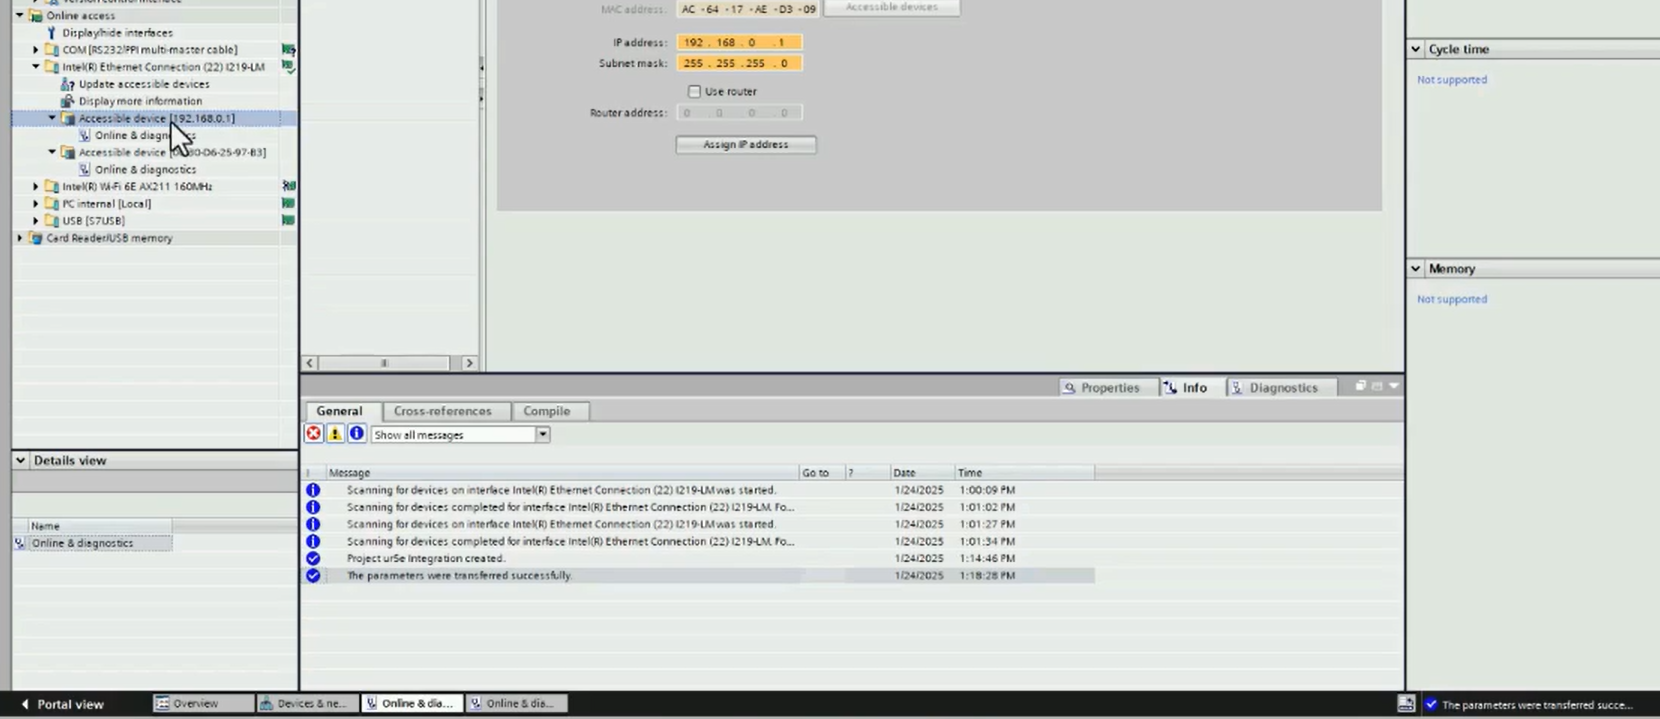 Online access
Display/hide interfaces
COM [RS232/PPI multi-master cable]
Intel(R) Ethernet Connection (22) I219-LM
Update accessible devices
Display more information
Accessible device [192.168.0.1]
Online &
Accessible device
-D6-25-97-B3]
Online & diagnostics
Intel(R) Wi-Fi 6E AX211 160MHz
PC internal [Local]
USB [S7USB]
Card Reader/USB memory
Details view
Name
Online & diagnostics
MAC address: AC -64 -17 -AE -D3 -09 Accessible devices
IP address: 192 . 168 . 0 . 1
Subnet mask: 255 . 255 . 255 . 0
Use router
Router address: 0 . 0 . 0 . 0
Assign IP address
Properties Info Diagnostics
General Cross-references Compile
Show all messages
! Message Go to ? Date Time
Scanning for devices on interface Intel(R) Ethernet Connection (22) I219-LM was started. 1/24/2025 1:00:09 PM
Scanning for devices completed for interface Intel(R) Ethernet Connection (22) I219-LM. Fo... 1/24/2025 1:01:02 PM
Scanning for devices on interface Intel(R) Ethernet Connection (22) I219-LM was started. 1/24/2025 1:01:27 PM
Scanning for devices completed for interface Intel(R) Ethernet Connection (22) I219-LM. Fo... 1/24/2025 1:01:34 PM
Project ur5e Integration created. 1/24/2025 1:14:46 PM
The parameters were transferred successfully. 1/24/2025 1:18:28 PM
Cycle time
Not supported
Memory
Not supported
Portal view Overview Devices & ne... Online & dia... Online & dia... The parameters were transferred succe...